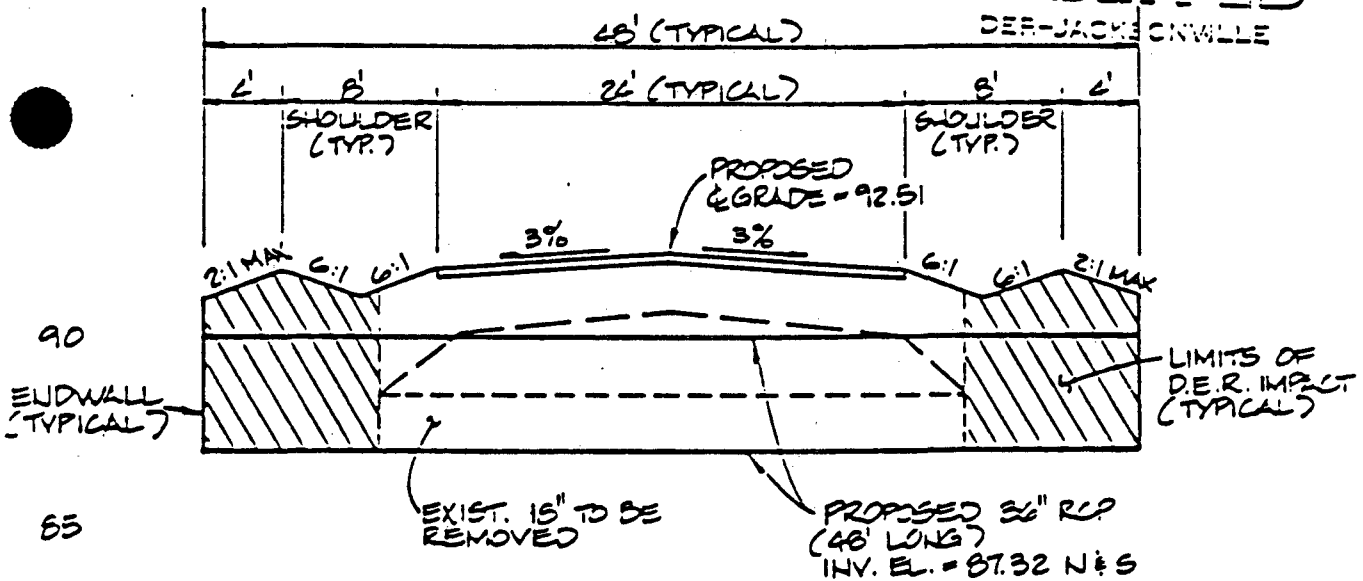 DER-JACKSONVILLE
48' (TYPICAL)
4' 8' 24' (TYPICAL) 8' 4'
SHOULDER (TYP.)
SHOULDER (TYP.)
PROPOSED
℄ GRADE = 92.51
3% 3%
2:1 MAX 6:1 6:1 6:1 6:1 2:1 MAX
90
ENDWALL
(TYPICAL)
LIMITS OF
D.E.R. IMPACT
(TYPICAL)
85
EXIST. 18" TO BE
REMOVED
PROPOSED 36" RCP
(48' LONG)
INV. EL. = 87.32 N & S